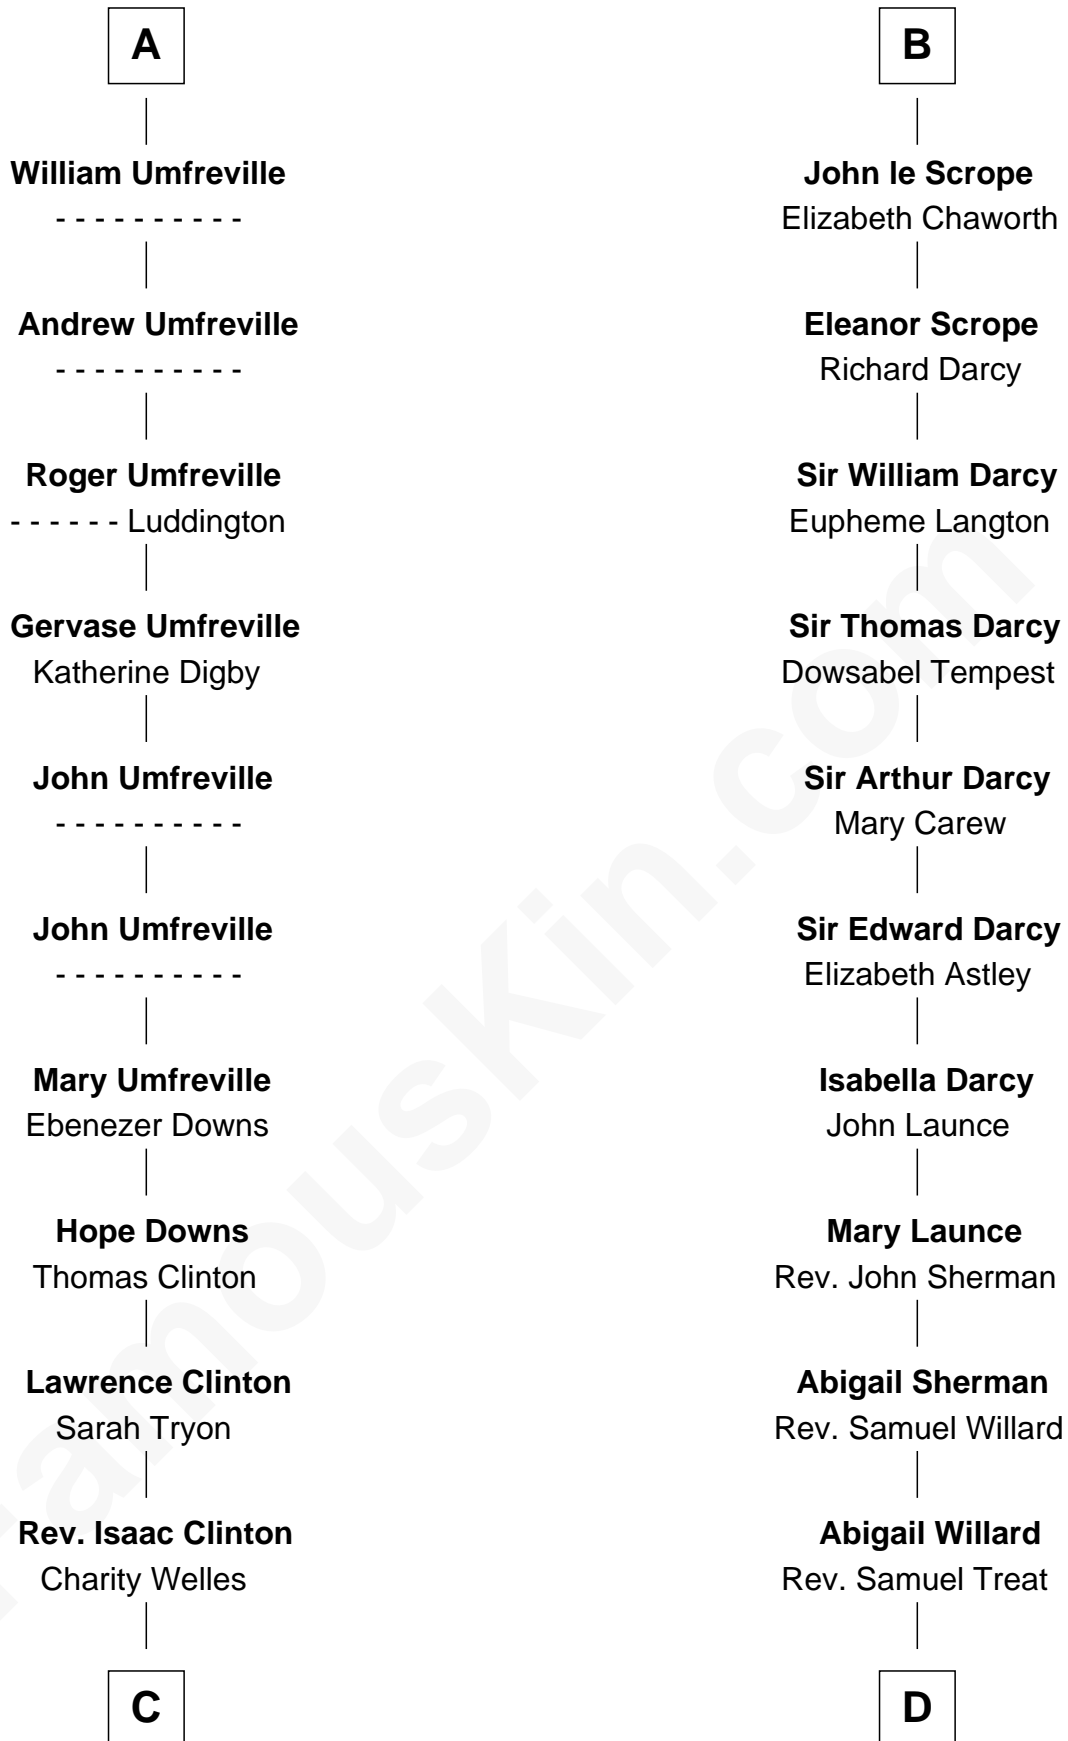 A
William Umfreville
- - - - - - - - - -
Andrew Umfreville
- - - - - - - - - -
Roger Umfreville
- - - - - - Luddington
Gervase Umfreville
Katherine Digby
John Umfreville
- - - - - - - - - -
John Umfreville
- - - - - - - - - -
Mary Umfreville
Ebenezer Downs
Hope Downs
Thomas Clinton
Lawrence Clinton
Sarah Tryon
Rev. Isaac Clinton
Charity Welles
C
B
John le Scrope
Elizabeth Chaworth
Eleanor Scrope
Richard Darcy
Sir William Darcy
Eupheme Langton
Sir Thomas Darcy
Dowsabel Tempest
Sir Arthur Darcy
Mary Carew
Sir Edward Darcy
Elizabeth Astley
Isabella Darcy
John Launce
Mary Launce
Rev. John Sherman
Abigail Sherman
Rev. Samuel Willard
Abigail Willard
Rev. Samuel Treat
D
FamousKin.com